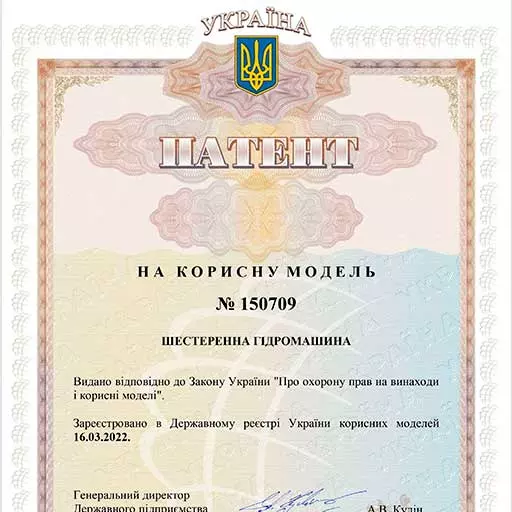 УКРАЇНА
ПАТЕНТ
НА КОРИСНУ МОДЕЛЬ
№ 150709
ШЕСТЕРЕННА ГІДРОМАШИНА
Видано відповідно до Закону України "Про охорону прав на винаходи
і корисні моделі".
Зареєстровано в Державному реєстрі України корисних моделей
16.03.2022.
Генеральний директор
Державного підприємства
А.В. Кудін